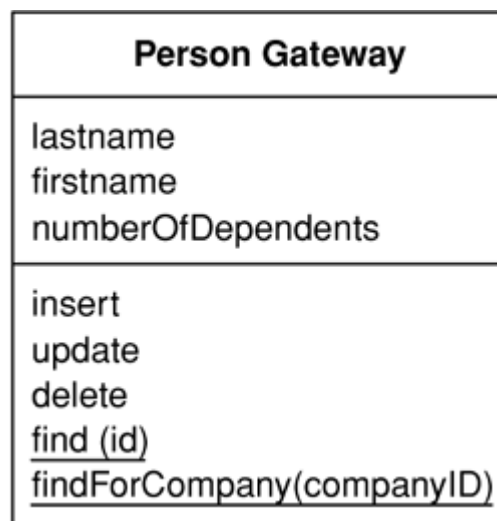 Person Gateway
lastname
firstname
numberOfDependents
insert
update
delete
find (id)
findForCompany(companyID)